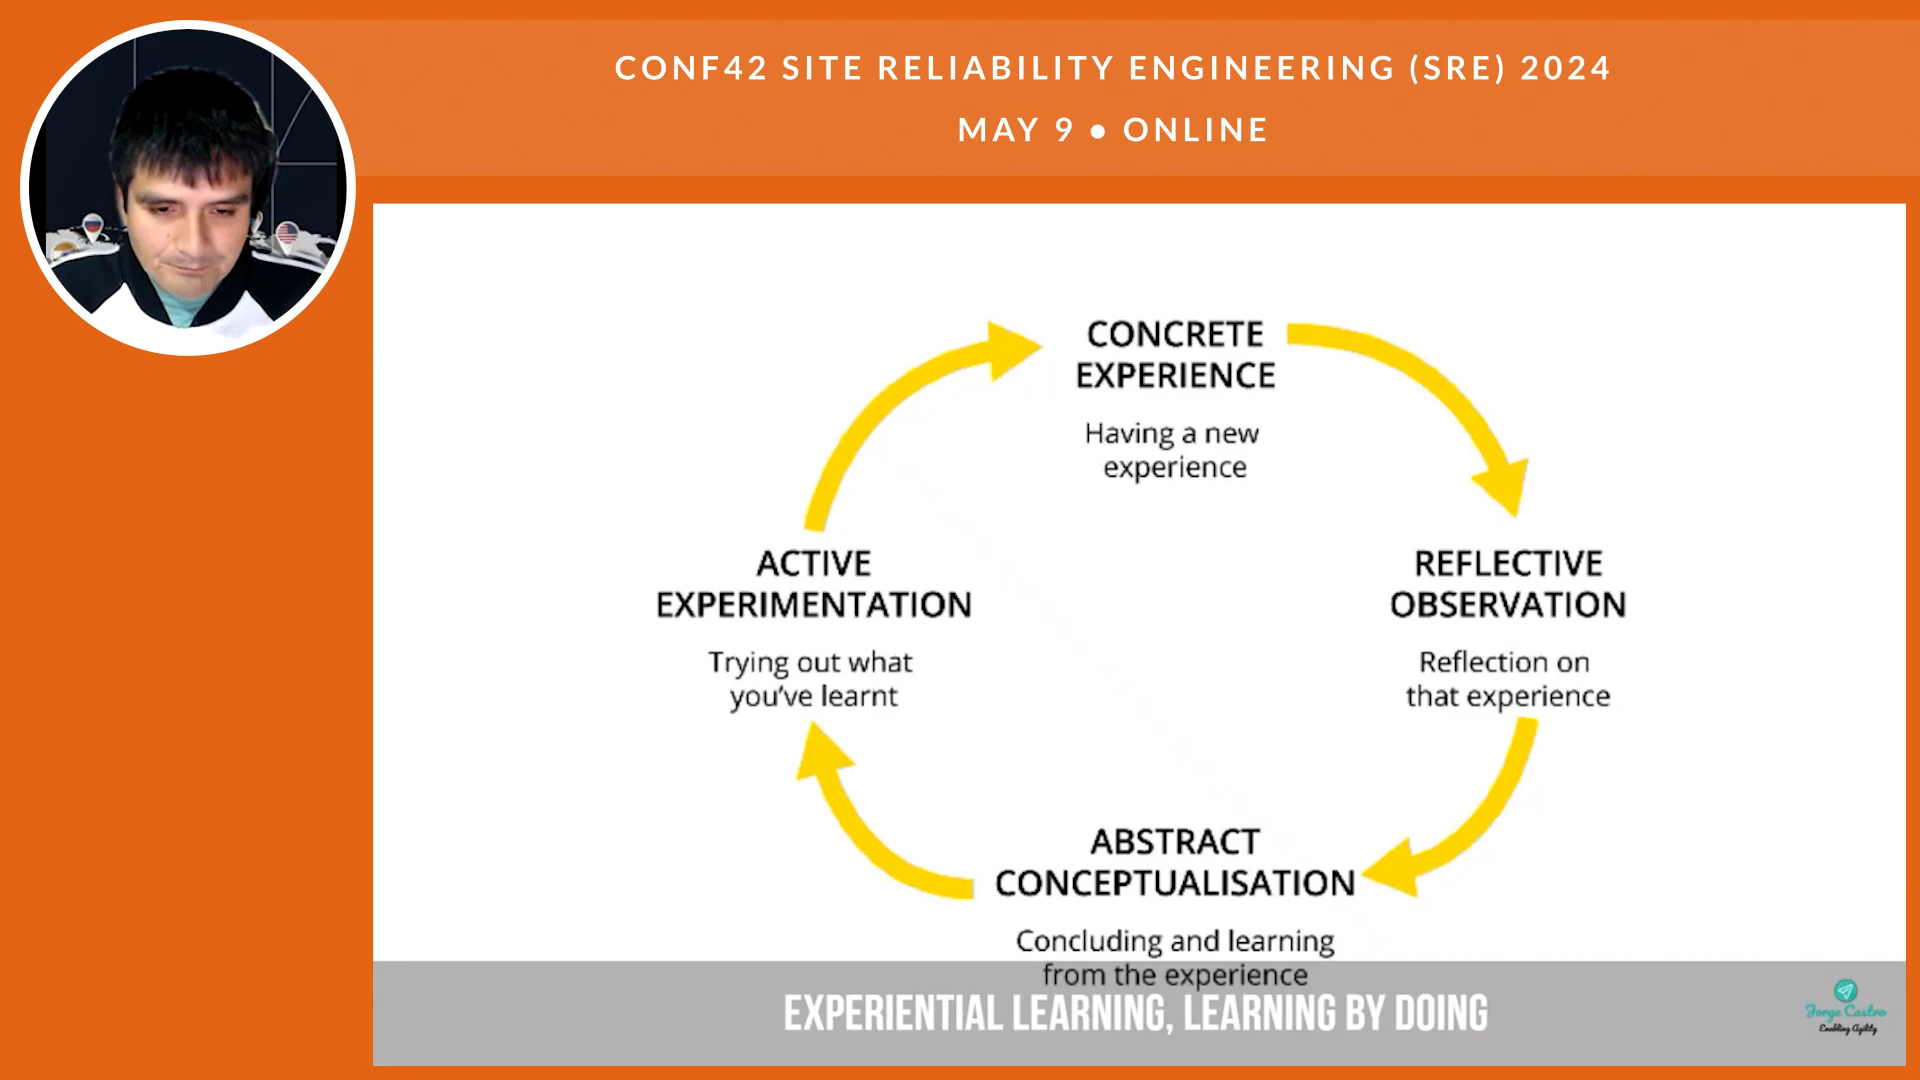 CONF42 SITE RELIABILITY ENGINEERING (SRE) 2024
MAY 9 • ONLINE
CONCRETE
EXPERIENCE
Having a new
experience
ACTIVE
EXPERIMENTATION
Trying out what
you've learnt
REFLECTIVE
OBSERVATION
Reflection on
that experience
ABSTRACT
CONCEPTUALISATION
Concluding and learning
from the experience
EXPERIENTIAL LEARNING, LEARNING BY DOING
Jorge Castro
Enabling Agility